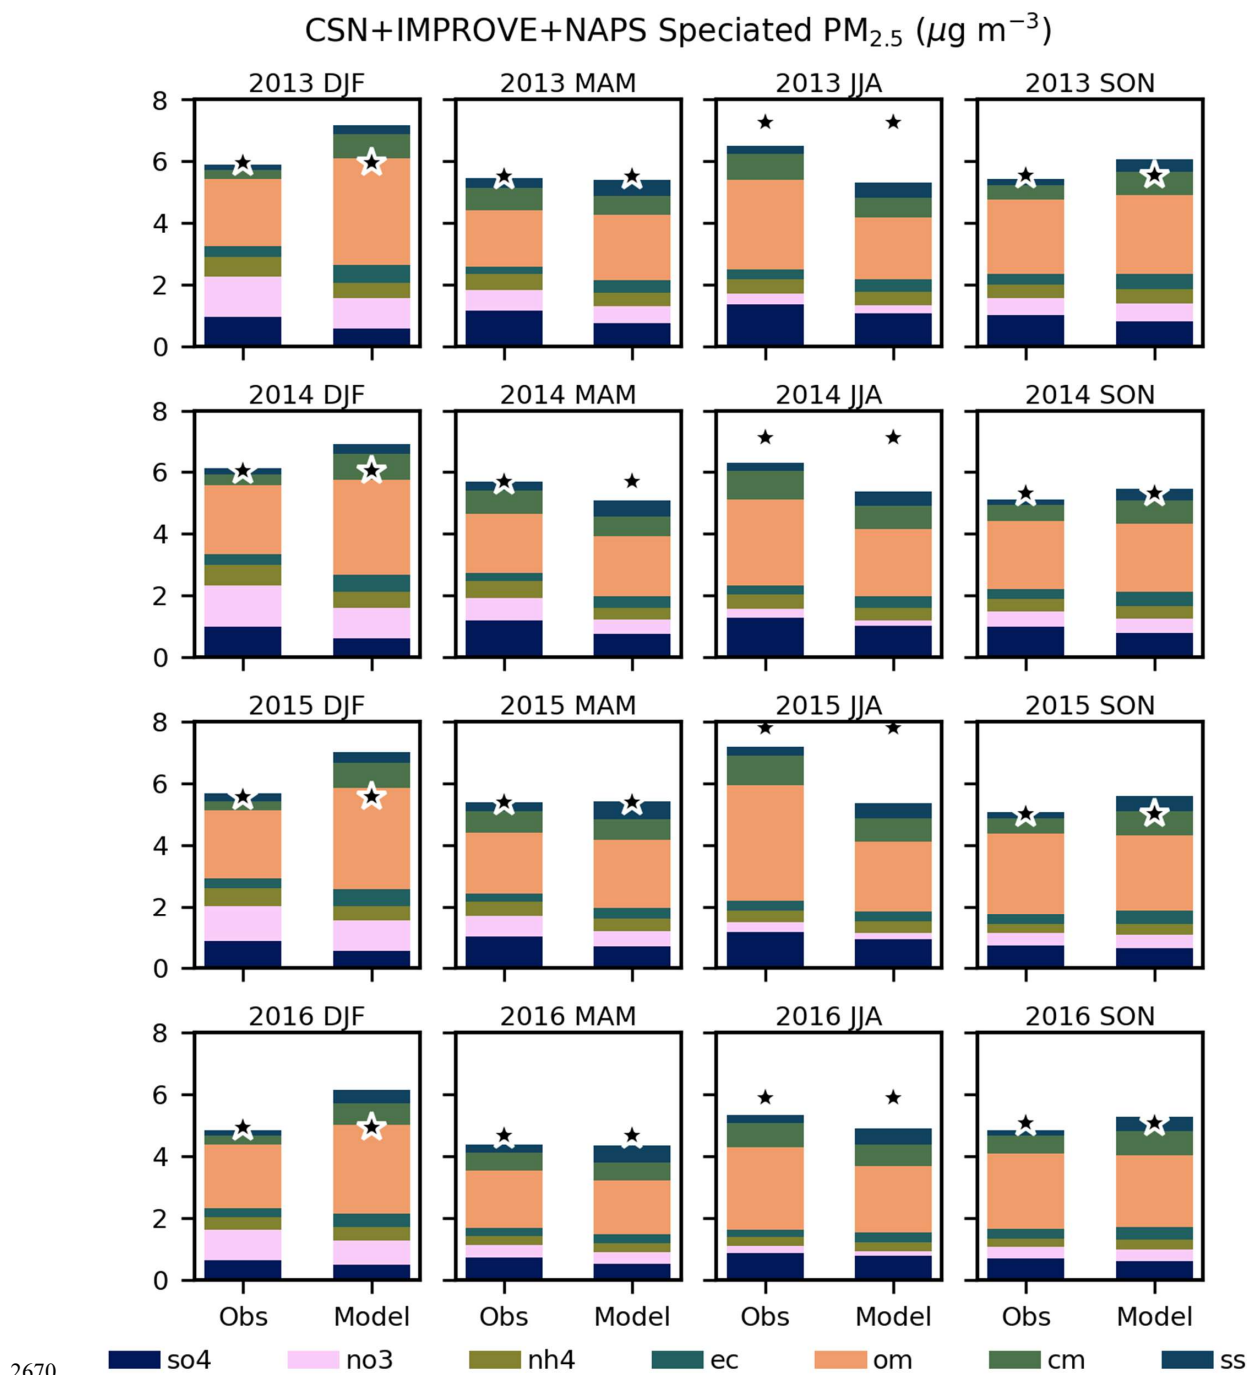 CSN+IMPROVE+NAPS Speciated PM2.5 (μg m−3)
2013 DJF 2013 MAM 2013 JJA 2013 SON
8
6
4
2
0
2014 DJF 2014 MAM 2014 JJA 2014 SON
8
6
4
2
0
2015 DJF 2015 MAM 2015 JJA 2015 SON
8
6
4
2
0
2016 DJF 2016 MAM 2016 JJA 2016 SON
8
6
4
2
0
Obs Model Obs Model Obs Model Obs Model
2670 so4 no3 nh4 ec om cm ss